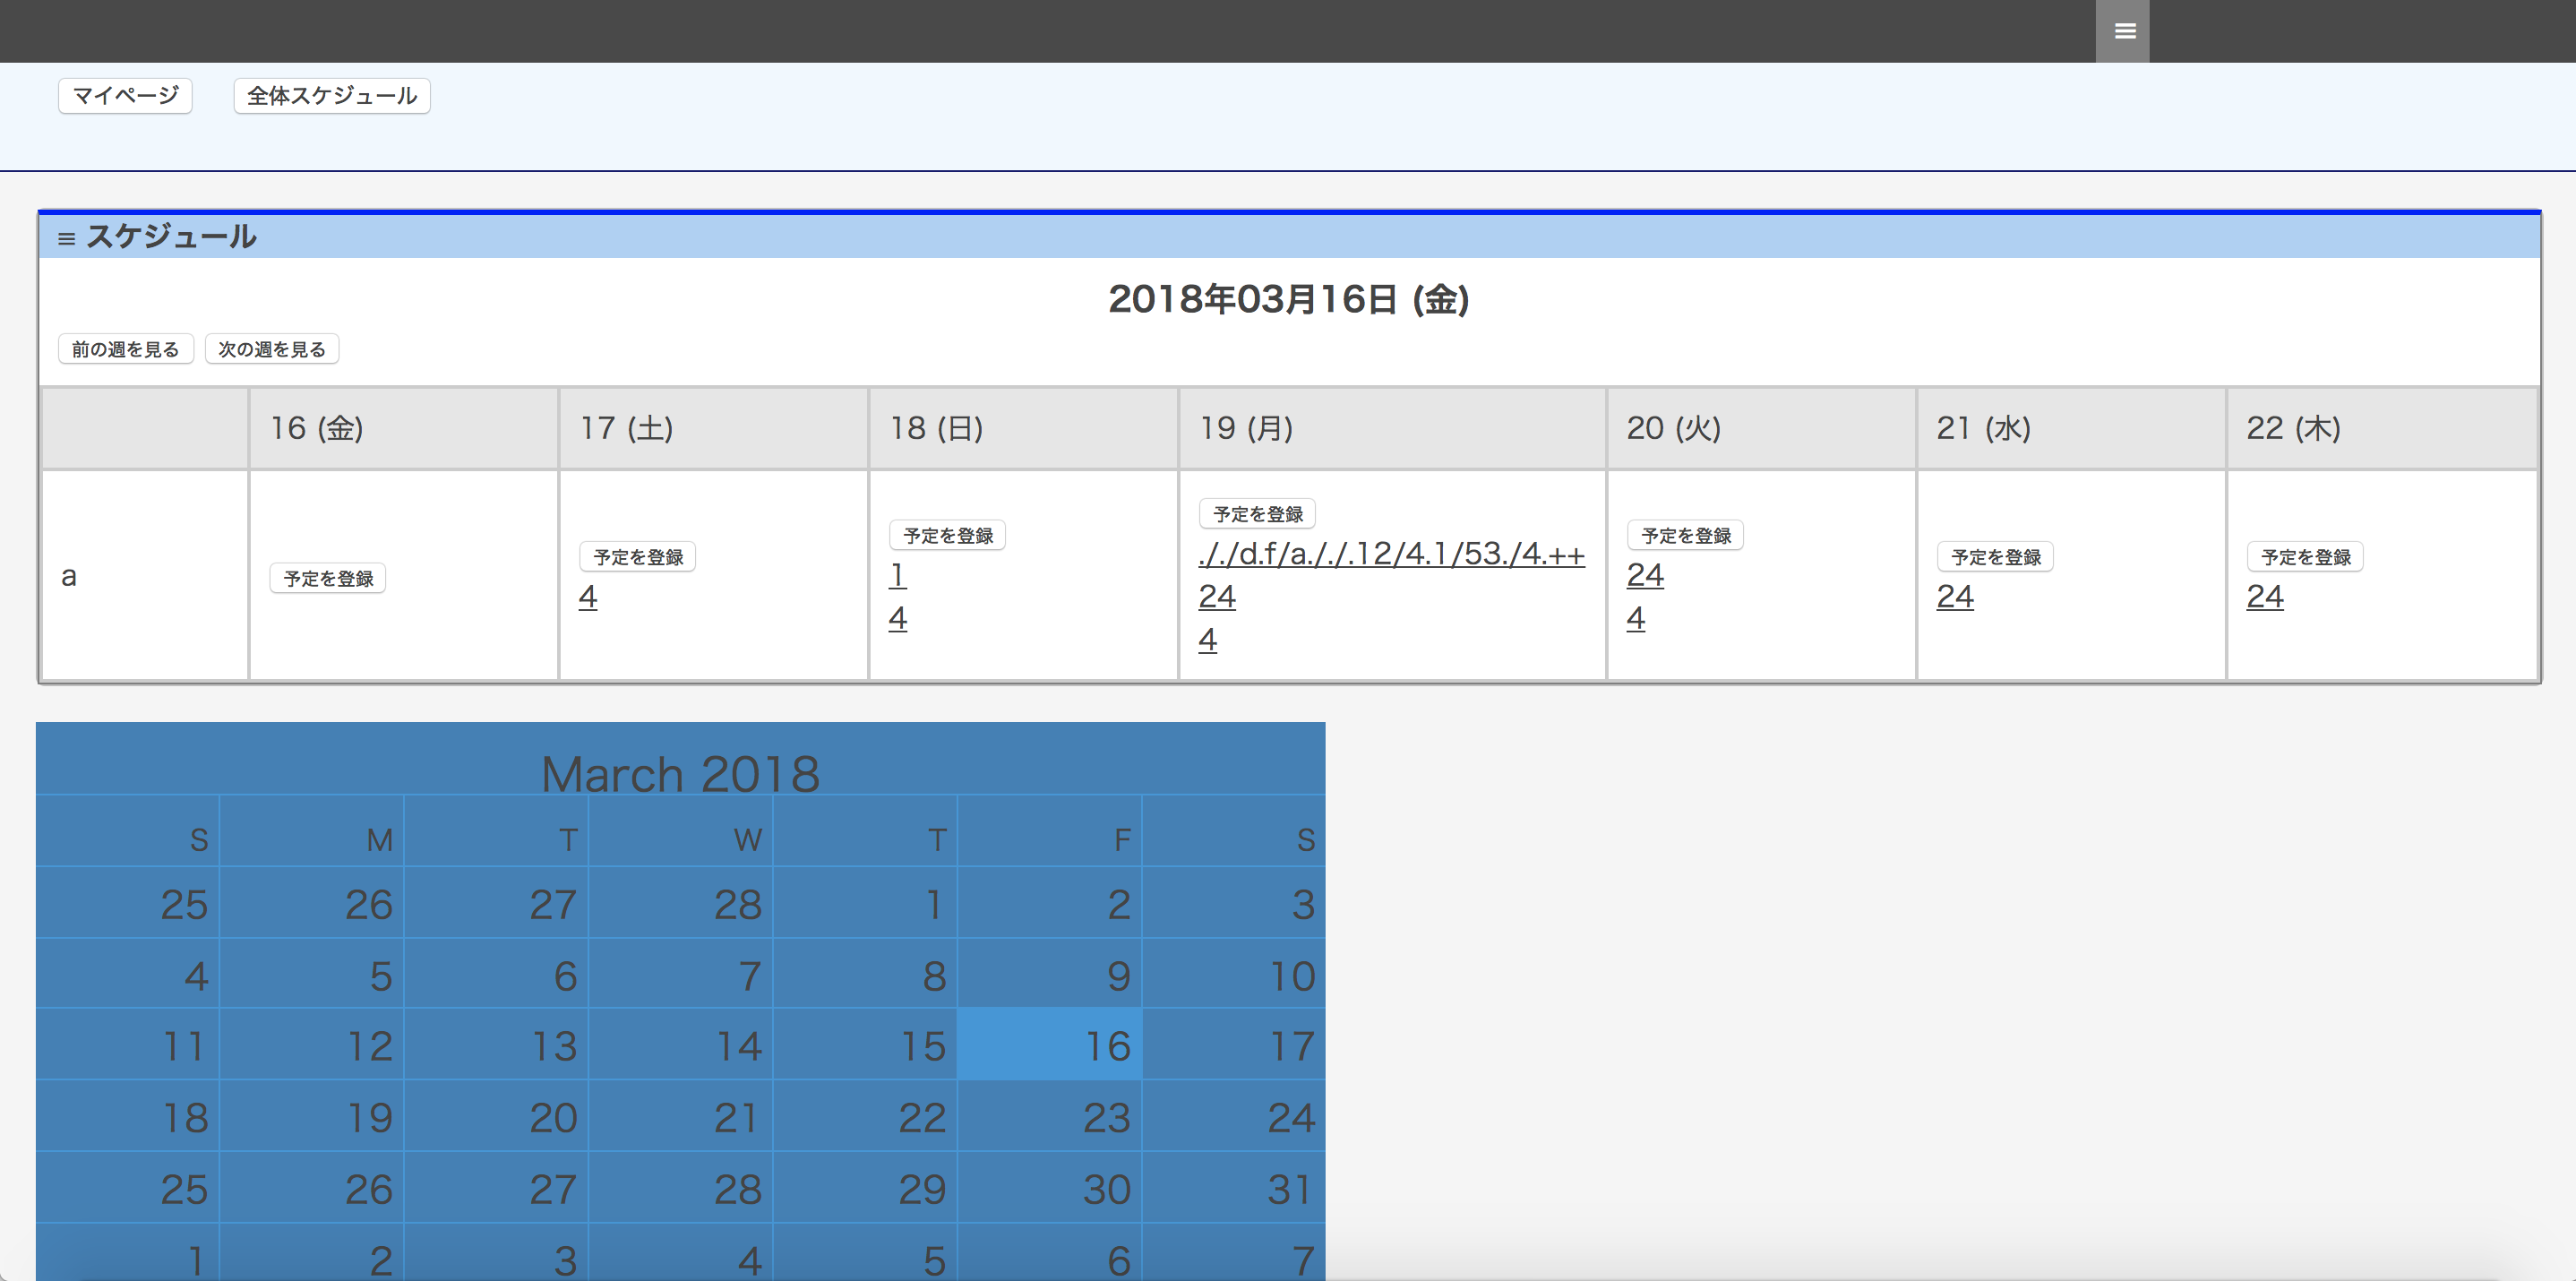 マイページ 全体スケジュール
≡ スケジュール
2018年03月16日 (金)
前の週を見る 次の週を見る
16 (金) 17 (土) 18 (日) 19 (月) 20 (火) 21 (水) 22 (木)
a
予定を登録
予定を登録
4
予定を登録
1
4
予定を登録
././d.f/a././.12/4.1/53./4.++
24
4
予定を登録
24
4
予定を登録
24
予定を登録
24
March 2018
S M T W T F S
25 26 27 28 1 2 3
4 5 6 7 8 9 10
11 12 13 14 15 16 17
18 19 20 21 22 23 24
25 26 27 28 29 30 31
1 2 3 4 5 6 7